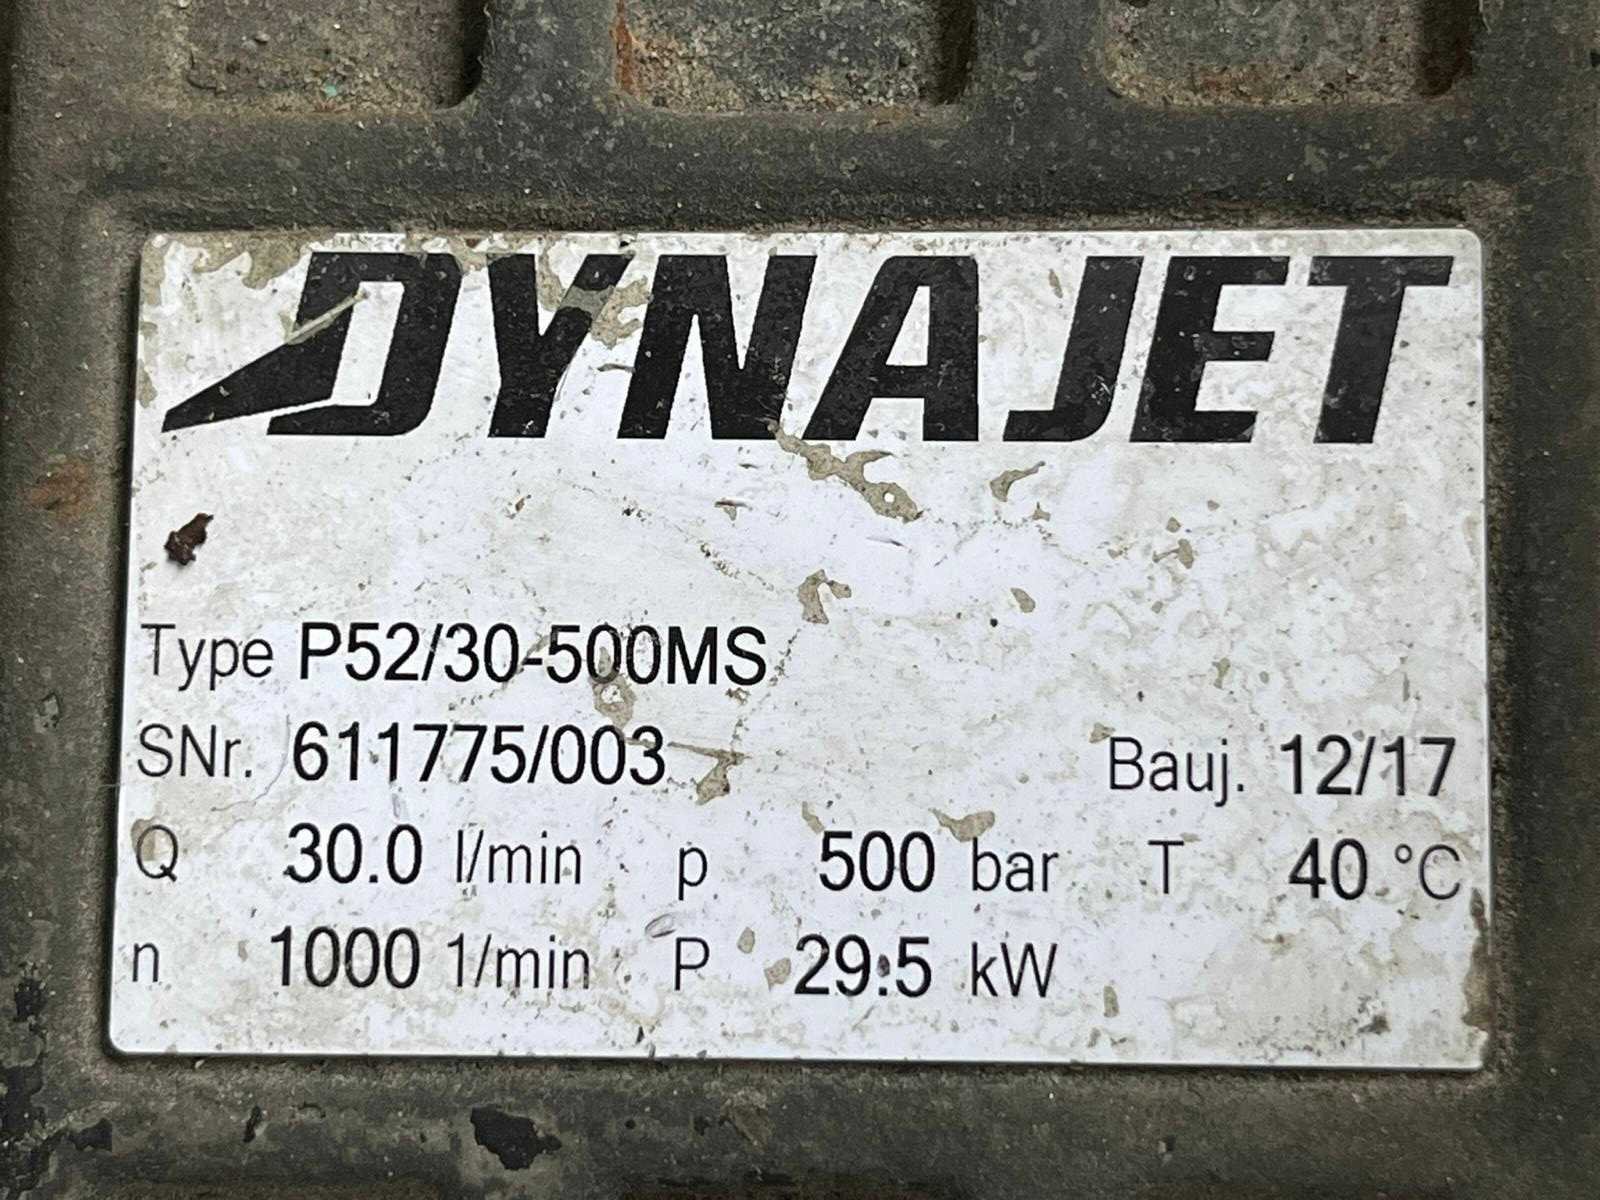 DYNAJET
Type P52/30-500MS
SNr. 611775/003 Bauj. 12/17
Q 30.0 l/min p 500 bar T 40 °C
n 1000 1/min P 29.5 kW